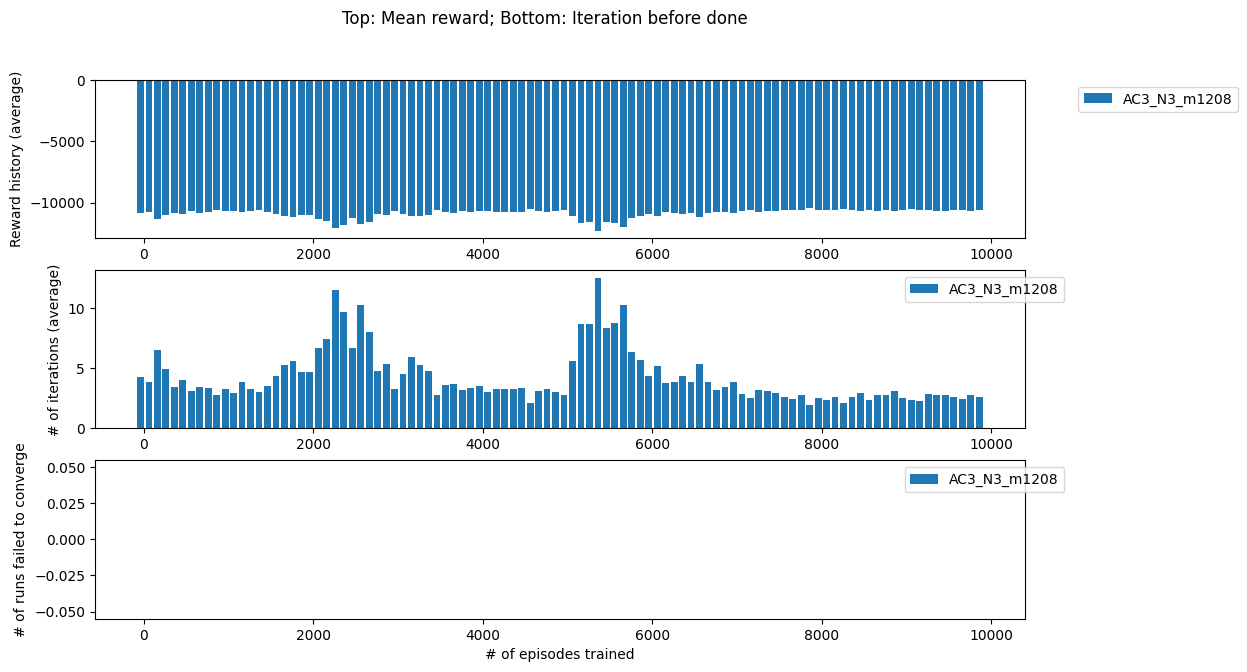 Top: Mean reward; Bottom: Iteration before done
Reward history (average)
0
−5000
−10000
0 2000 4000 6000 8000 10000
AC3_N3_m1208
# of iterations (average)
10
5
0
0 2000 4000 6000 8000 10000
AC3_N3_m1208
# of runs failed to converge
0.050
0.025
0.000
−0.025
−0.050
0 2000 4000 6000 8000 10000
AC3_N3_m1208
# of episodes trained